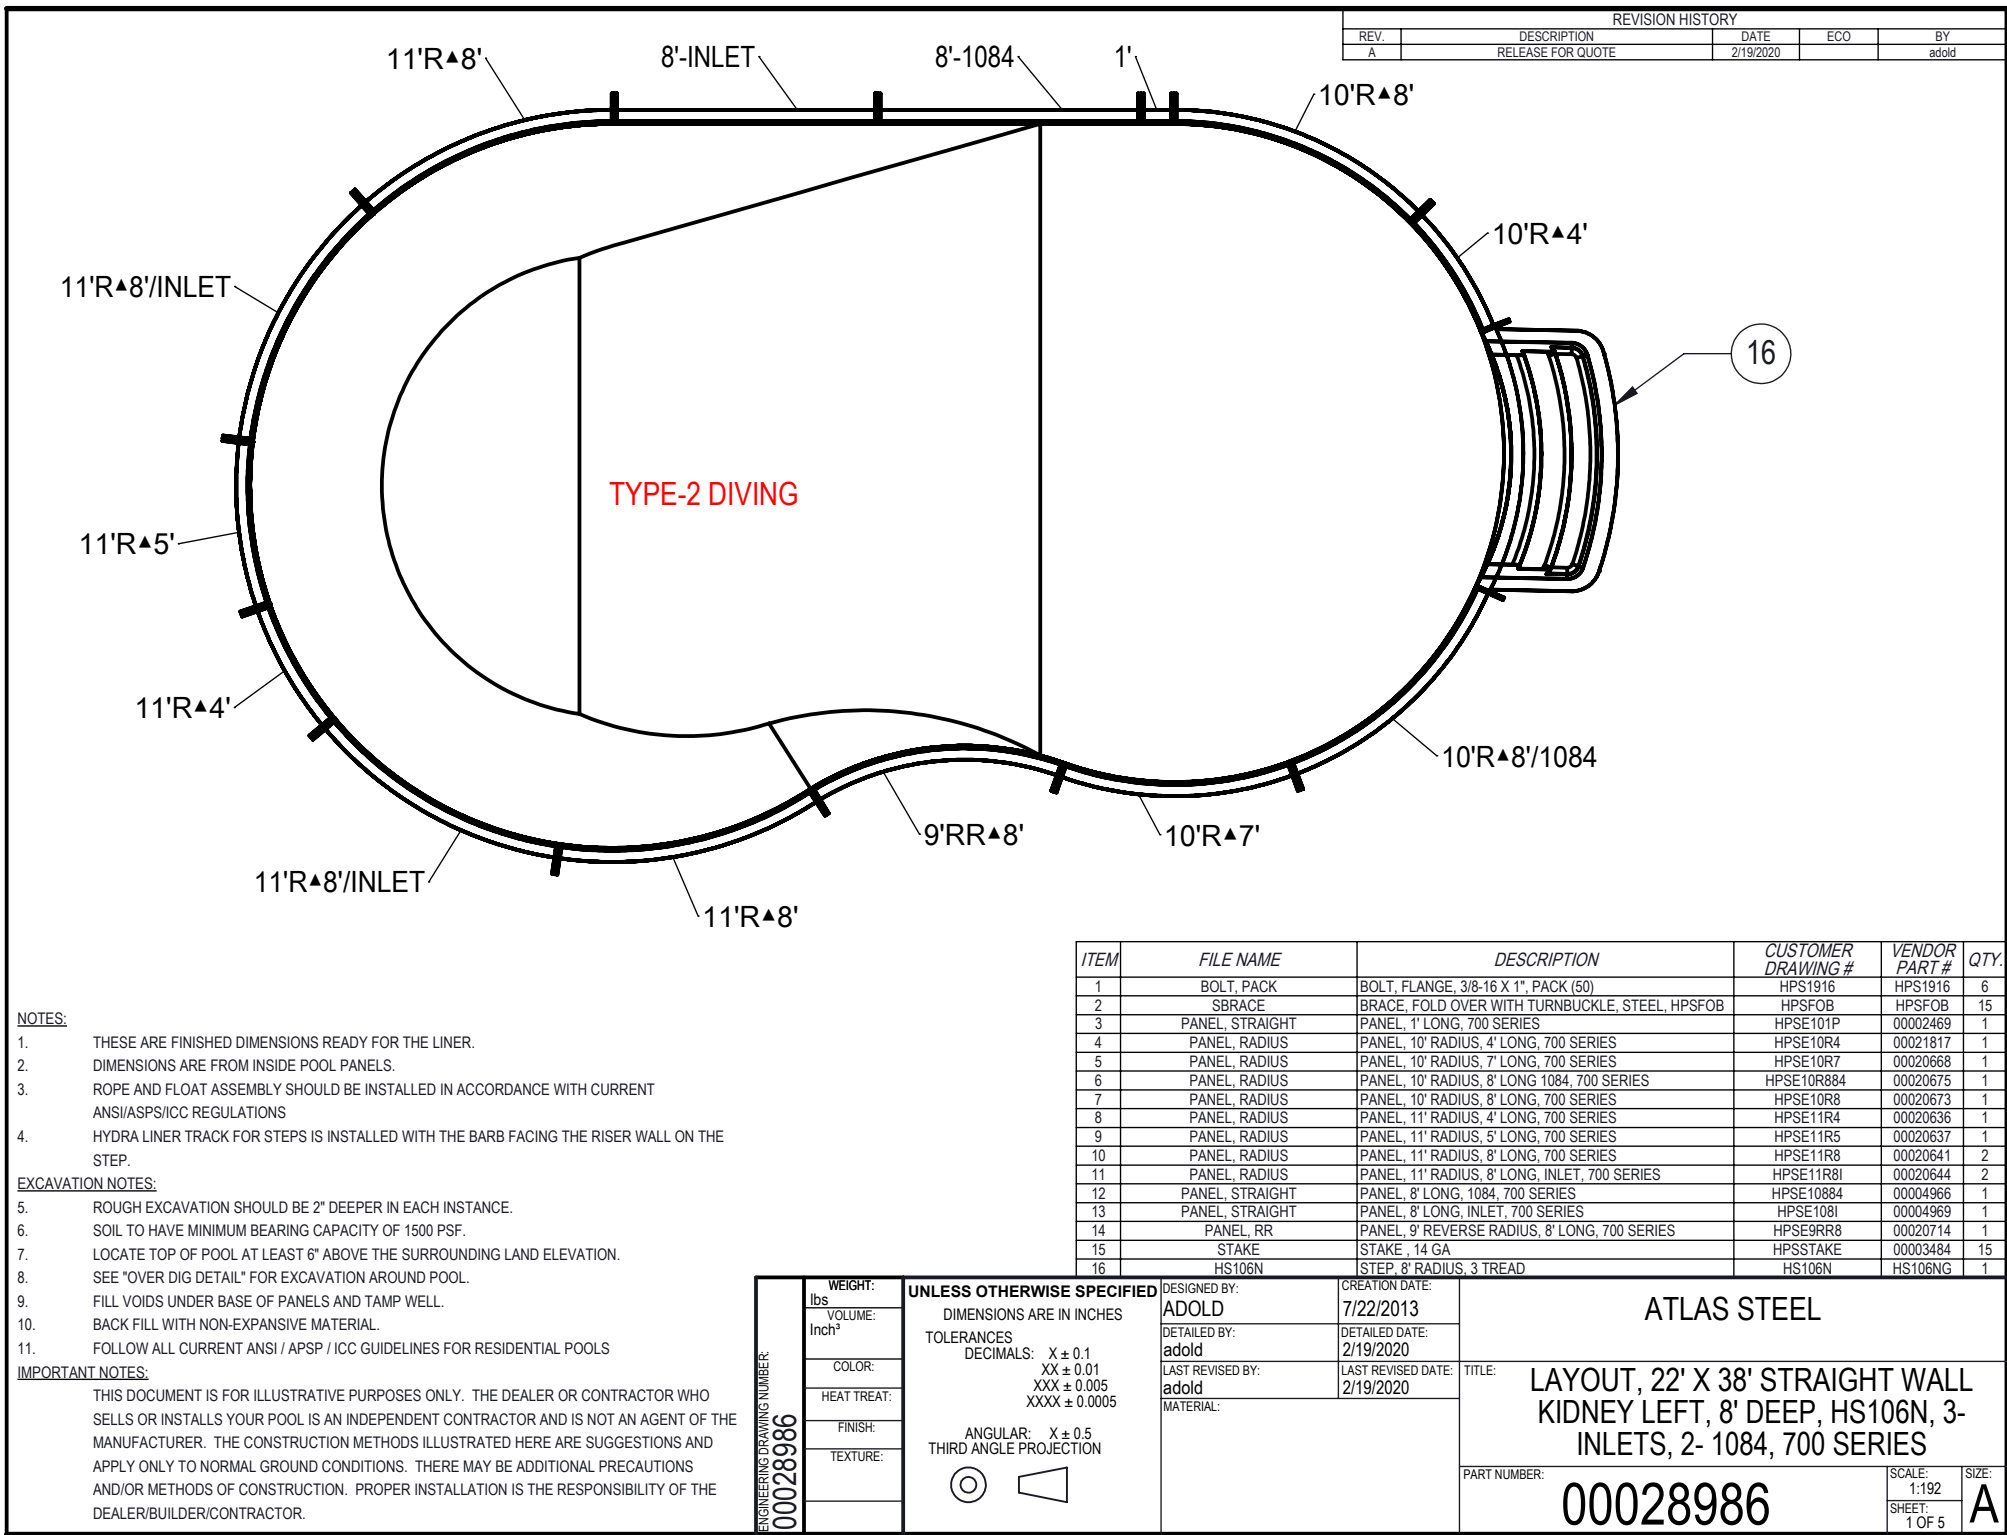 REVISION HISTORY
REV. DESCRIPTION DATE ECO BY
A RELEASE FOR QUOTE 2/19/2020 adold
11'R▲8'
8'-INLET
8'-1084
1'
10'R▲8'
10'R▲4'
11'R▲8'/INLET
16
TYPE-2 DIVING
11'R▲5'
11'R▲4'
10'R▲8'/1084
9'RR▲8'
10'R▲7'
11'R▲8'/INLET
11'R▲8'
ITEM FILE NAME DESCRIPTION CUSTOMER DRAWING # VENDOR PART # QTY.
1 BOLT, PACK BOLT, FLANGE, 3/8-16 X 1", PACK (50) HPS1916 HPS1916 6
2 SBRACE BRACE, FOLD OVER WITH TURNBUCKLE, STEEL, HPSFOB HPSFOB HPSFOB 15
3 PANEL, STRAIGHT PANEL, 1' LONG, 700 SERIES HPSE101P 00002469 1
4 PANEL, RADIUS PANEL, 10' RADIUS, 4' LONG, 700 SERIES HPSE10R4 00021817 1
5 PANEL, RADIUS PANEL, 10' RADIUS, 7' LONG, 700 SERIES HPSE10R7 00020668 1
6 PANEL, RADIUS PANEL, 10' RADIUS, 8' LONG 1084, 700 SERIES HPSE10R884 00020675 1
7 PANEL, RADIUS PANEL, 10' RADIUS, 8' LONG, 700 SERIES HPSE10R8 00020673 1
8 PANEL, RADIUS PANEL, 11' RADIUS, 4' LONG, 700 SERIES HPSE11R4 00020636 1
9 PANEL, RADIUS PANEL, 11' RADIUS, 5' LONG, 700 SERIES HPSE11R5 00020637 1
10 PANEL, RADIUS PANEL, 11' RADIUS, 8' LONG, 700 SERIES HPSE11R8 00020641 2
11 PANEL, RADIUS PANEL, 11' RADIUS, 8' LONG, INLET, 700 SERIES HPSE11R8I 00020644 2
12 PANEL, STRAIGHT PANEL, 8' LONG, 1084, 700 SERIES HPSE10884 00004966 1
13 PANEL, STRAIGHT PANEL, 8' LONG, INLET, 700 SERIES HPSE108I 00004969 1
14 PANEL, RR PANEL, 9' REVERSE RADIUS, 8' LONG, 700 SERIES HPSE9RR8 00020714 1
15 STAKE STAKE , 14 GA HPSSTAKE 00003484 15
16 HS106N STEP, 8' RADIUS, 3 TREAD HS106N HS106NG 1
NOTES:
1. THESE ARE FINISHED DIMENSIONS READY FOR THE LINER.
2. DIMENSIONS ARE FROM INSIDE POOL PANELS.
3. ROPE AND FLOAT ASSEMBLY SHOULD BE INSTALLED IN ACCORDANCE WITH CURRENT
ANSI/ASPS/ICC REGULATIONS
4. HYDRA LINER TRACK FOR STEPS IS INSTALLED WITH THE BARB FACING THE RISER WALL ON THE
STEP.
EXCAVATION NOTES:
5. ROUGH EXCAVATION SHOULD BE 2" DEEPER IN EACH INSTANCE.
6. SOIL TO HAVE MINIMUM BEARING CAPACITY OF 1500 PSF.
7. LOCATE TOP OF POOL AT LEAST 6" ABOVE THE SURROUNDING LAND ELEVATION.
8. SEE "OVER DIG DETAIL" FOR EXCAVATION AROUND POOL.
9. FILL VOIDS UNDER BASE OF PANELS AND TAMP WELL.
10. BACK FILL WITH NON-EXPANSIVE MATERIAL.
11. FOLLOW ALL CURRENT ANSI / APSP / ICC GUIDELINES FOR RESIDENTIAL POOLS
IMPORTANT NOTES:
THIS DOCUMENT IS FOR ILLUSTRATIVE PURPOSES ONLY. THE DEALER OR CONTRACTOR WHO
SELLS OR INSTALLS YOUR POOL IS AN INDEPENDENT CONTRACTOR AND IS NOT AN AGENT OF THE
MANUFACTURER. THE CONSTRUCTION METHODS ILLUSTRATED HERE ARE SUGGESTIONS AND
APPLY ONLY TO NORMAL GROUND CONDITIONS. THERE MAY BE ADDITIONAL PRECAUTIONS
AND/OR METHODS OF CONSTRUCTION. PROPER INSTALLATION IS THE RESPONSIBILITY OF THE
DEALER/BUILDER/CONTRACTOR.
ENGINEERING DRAWING NUMBER:
00028986
WEIGHT:
lbs
VOLUME:
Inch³
COLOR:
HEAT TREAT:
FINISH:
TEXTURE:
UNLESS OTHERWISE SPECIFIED
DIMENSIONS ARE IN INCHES
TOLERANCES
DECIMALS: X ± 0.1
XX ± 0.01
XXX ± 0.005
XXXX ± 0.0005
ANGULAR: X ± 0.5
THIRD ANGLE PROJECTION
DESIGNED BY:
ADOLD
CREATION DATE:
7/22/2013
DETAILED BY:
adold
DETAILED DATE:
2/19/2020
LAST REVISED BY:
adold
LAST REVISED DATE:
2/19/2020
MATERIAL:
ATLAS STEEL
TITLE:
LAYOUT, 22' X 38' STRAIGHT WALL
KIDNEY LEFT, 8' DEEP, HS106N, 3-
INLETS, 2- 1084, 700 SERIES
PART NUMBER:
00028986
SCALE:
1:192
SHEET:
1 OF 5
SIZE:
A